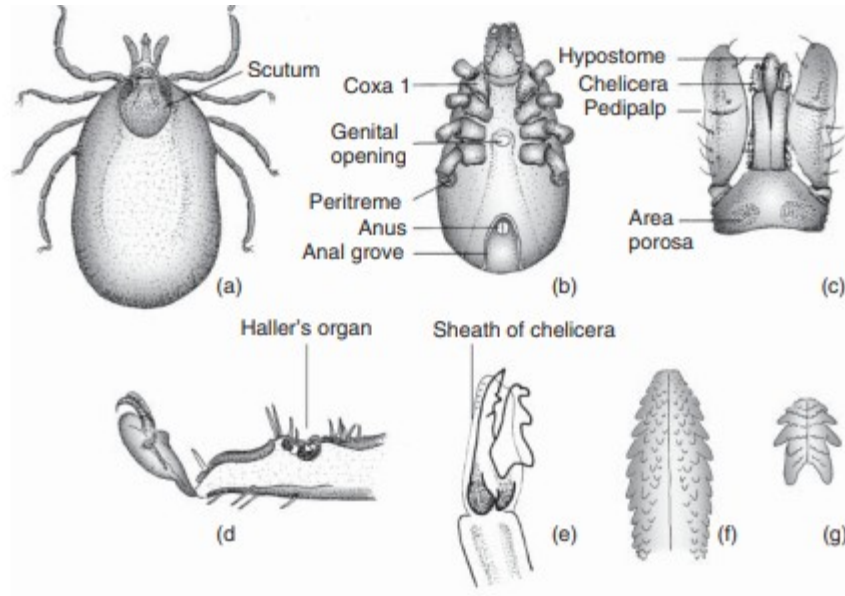 Scutum
(a)
Coxa 1
Genital
opening
Peritreme
Anus
Anal grove
(b)
Hypostome
Chelicera
Pedipalp
Area
porosa
(c)
Haller's organ
(d
Sheath of chelicera
(e)
(f)
(g)